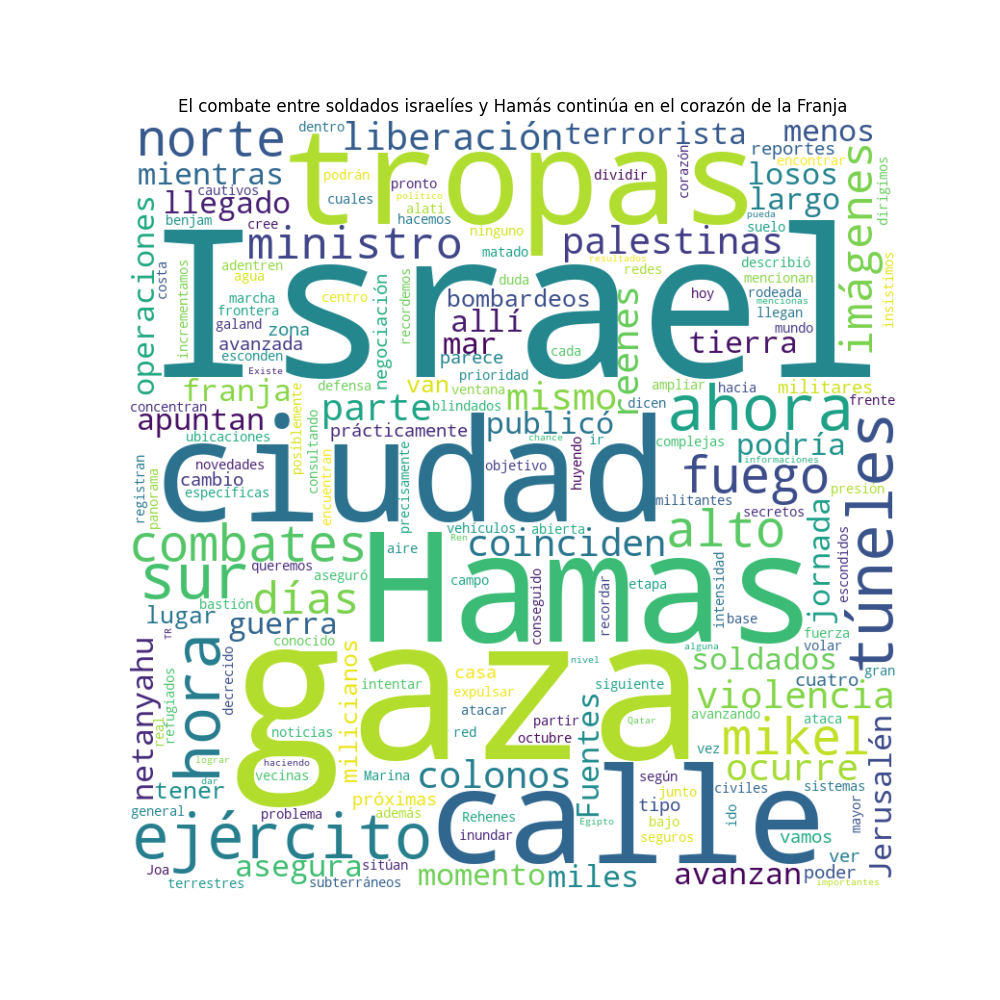 El combate entre soldados israelíes y Hamás continúa en el corazón de la Franja
norte
dentro
liberación
terrorista
menos
tropas
mientras
podrán
pronto
político
dividir
corazón
reportes
encontrar
imágenes
dirigimos
cautivos
cuales
alati
losos
largo
llegado
benjam
cree
hacemos
ninguno
pueda
suelo
operaciones
costa
ministro
matado
palestinas
resultados
redes
describió
mencionan
insistimos
Israel
incrementamos
adentren
agua
centro
negociación
recordemos
duda
rodeada
mencionas
marcha
frontera
bombardeos
reenes
hoy
llegan
galand
zona
allí
mundo
avanzada
mar
tierra
esconden
parece
cada
Existe
prioridad
franja
defensa
van
ventana
mismo
ampliar
hacia
militares
concentran
parte
blindados
dicen
ahora
frente
apuntan
posiblemente
consultando
prácticamente
publicó
túneles
ubicaciones
ciudad
chance
ir
complejas
podría
registran
panorama
novedades
cambio
específicas
encuentran
precisamente
objetivo
huyendo
fuego
informaciones
presión
militantes
secretos
combates
vehículos
abierta
alto
jornada
escondidos
Ren
coinciden
sur
queremos
aire
Hamas
aseguró
campo
conseguido
recordar
etapa
intensidad
volar
bastión
días
base
lugar
guerra
fuerza
TR
conocido
alguna
netanyahu
real
refugiados
hora
decrecido
milicianos
gaza
casa
nivel
soldados
gran
intentar
expulsar
siguiente
cuatro
violencia
atacar
Fuentes
avanzando
ataca
partir
Qatar
noticias
red
octubre
mikel
Jerusalén
lograr
haciendo
vecinas
Marina
colonos
vez
ocurre
dar
tener
calle
según
civiles
sistemas
próximas
tipo
junto
general
problema
además
Rehenes
bajo
ido
mayor
ejército
inundar
Egipto
seguros
vamos
Joa
asegura
sitúan
ver
terrestres
subterráneos
momento
miles
avanzan
poder
importantes